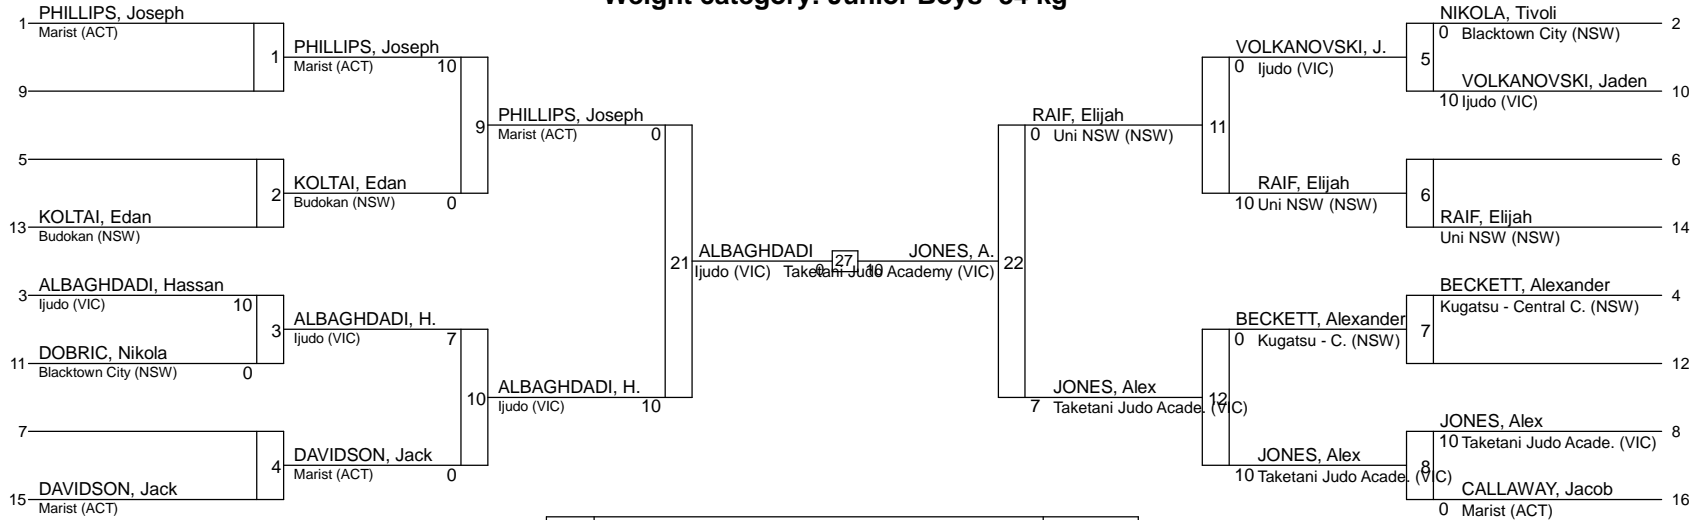 Weight category: Junior Boys -34 kg
1
PHILLIPS, Joseph
Marist (ACT)
1
9
PHILLIPS, Joseph
Marist (ACT) 10
5
2
13
KOLTAI, Edan
Budokan (NSW)
KOLTAI, Edan
Budokan (NSW) 0
9
PHILLIPS, Joseph
Marist (ACT) 0
3
ALBAGHDADI, Hassan
Ijudo (VIC) 10
3
11
DOBRIC, Nikola
Blacktown City (NSW) 0
ALBAGHDADI, H.
Ijudo (VIC) 7
7
4
15
DAVIDSON, Jack
Marist (ACT)
DAVIDSON, Jack
Marist (ACT) 0
10
ALBAGHDADI, H.
Ijudo (VIC) 10
21
ALBAGHDADI
Ijudo (VIC) 0
27
JONES, A.
Taketani Judo Academy (VIC) 10
22
RAIF, Elijah
0 Uni NSW (NSW)
11
VOLKANOVSKI, J.
0 Ijudo (VIC)
5
NIKOLA, Tivoli 2
0 Blacktown City (NSW)
VOLKANOVSKI, Jaden 10
10 Ijudo (VIC)
RAIF, Elijah
10 Uni NSW (NSW)
6
6
RAIF, Elijah 14
Uni NSW (NSW)
JONES, Alex
7 Taketani Judo Acade. (VIC)
12
BECKETT, Alexander
0 Kugatsu - C. (NSW)
7
BECKETT, Alexander 4
Kugatsu - Central C. (NSW)
12
JONES, Alex
10 Taketani Judo Acade. (VIC)
8
JONES, Alex 8
10 Taketani Judo Acade. (VIC)
CALLAWAY, Jacob 16
0 Marist (ACT)